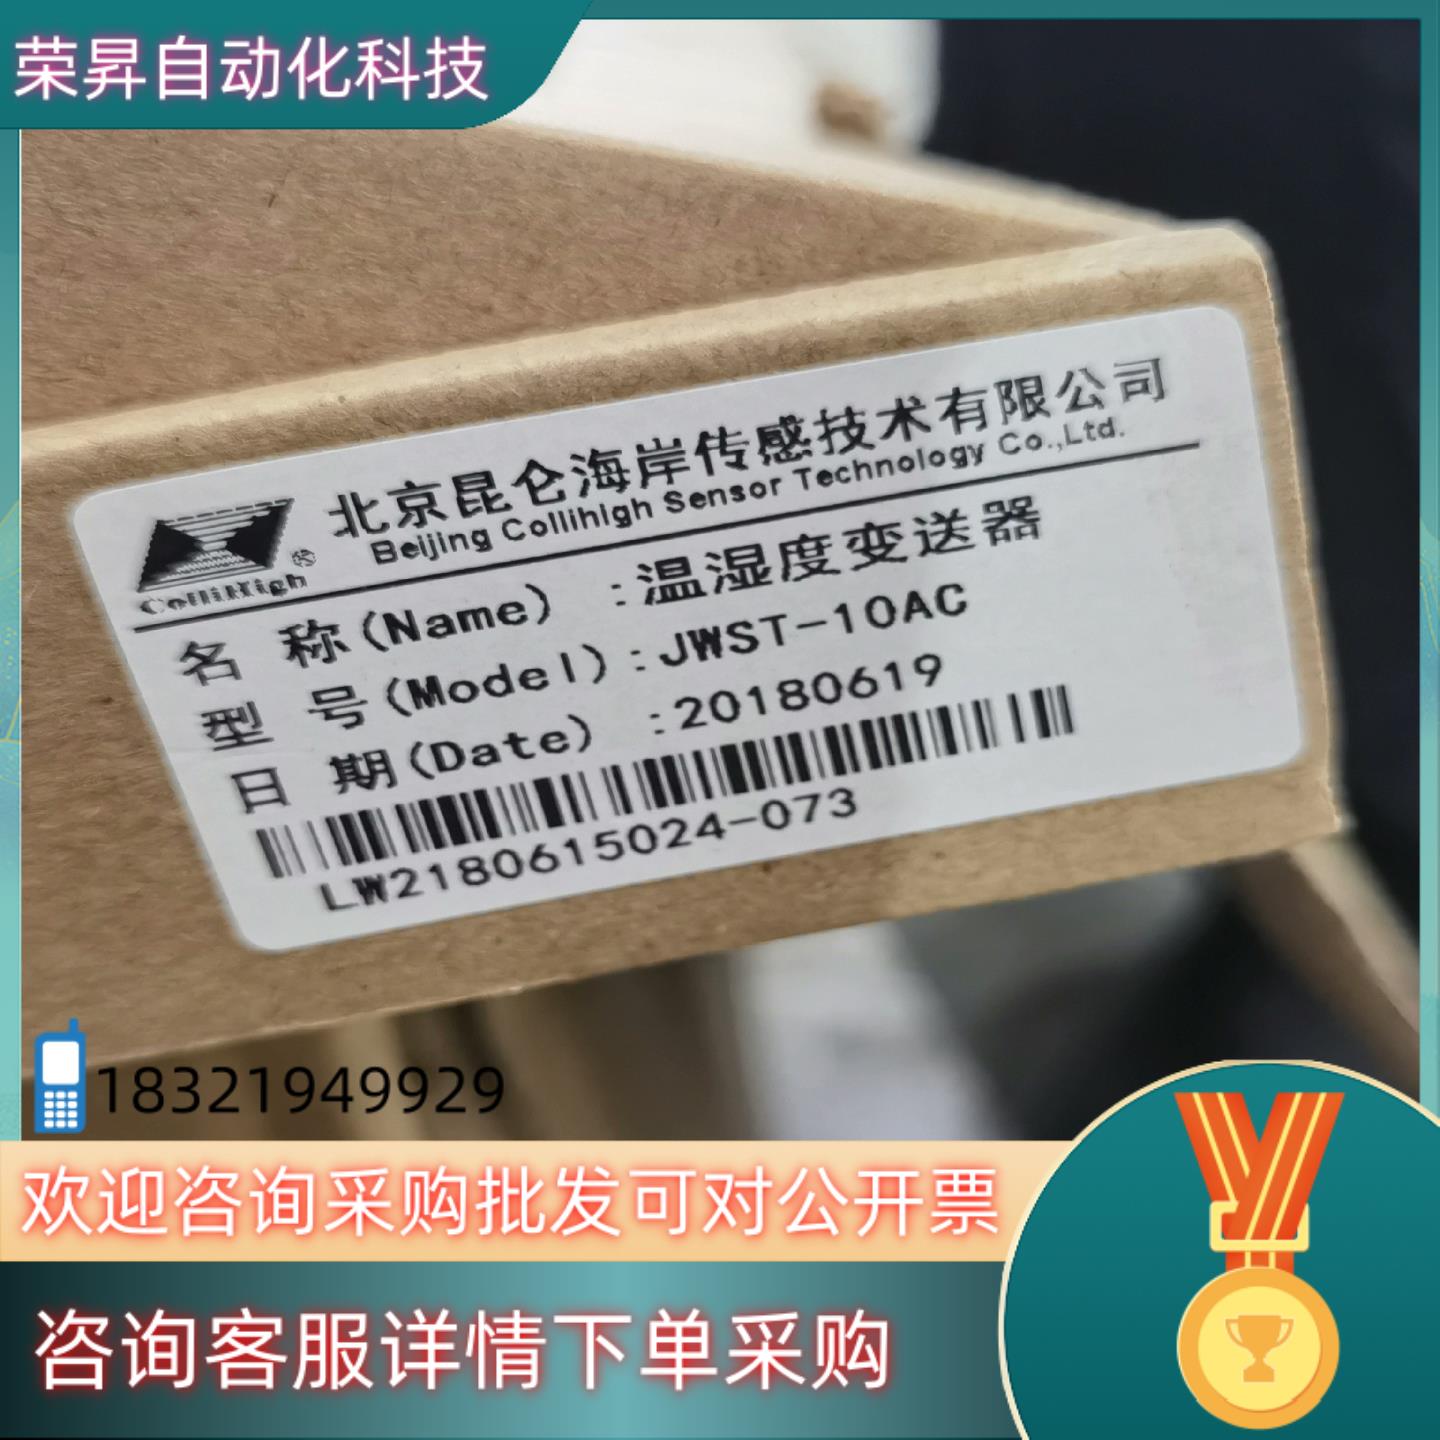 荣昇自动化科技
北京昆仑海岸传感技术有限公司
Beijing Collihigh Sensor Technology Co.,Ltd.
ColliHigh ®
名 称(Name) :温湿度变送器
型 号(Model):JWST-10AC
日 期(Date) :20180619
LW2180615024-073
18321949929
欢迎咨询采购批发可对公开票
咨询客服详情下单采购